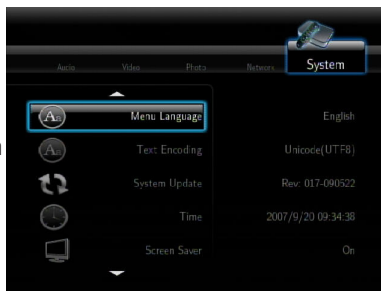 Audio Video Photo Network System
Menu Language English
Text Encoding Unicode(UTF8)
System Update Rev: 017-090522
Time 2007/9/20 09:34:38
Screen Saver On